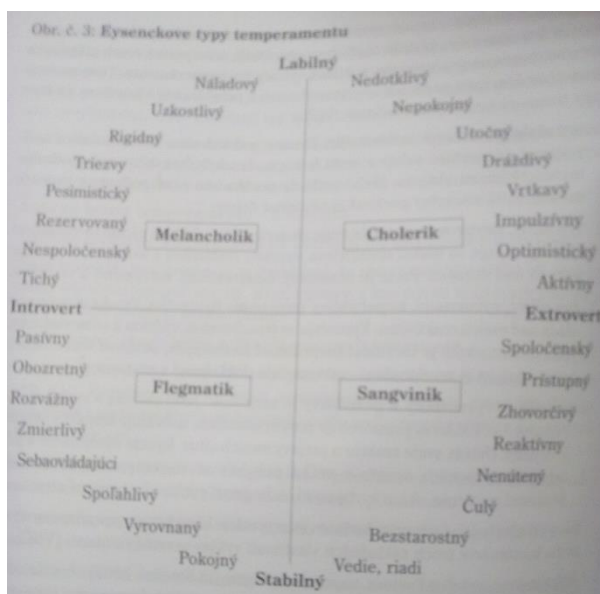 Obr. č. 3: Eysenckove typy temperamentu
Labilný
Náladový
Nedotklivý
Uzkostlivý
Nepokojný
Rigidný
Utočný
Triezvy
Dráždivý
Pesimistický
Vrtkavý
Rezervovaný
Impulzívny
Melancholik
Cholerik
Nespoločenský
Optimistický
Tichý
Aktívny
Introvert
Extrovert
Pasívny
Spoločenský
Obozretný
Prístupný
Flegmatik
Sangvinik
Rozvážny
Zhovorčivý
Zmierlivý
Reaktívny
Sebaovládajúci
Nenútený
Spoľahlivý
Čulý
Vyrovnaný
Bezstarostný
Pokojný
Vedie, riadi
Stabilný